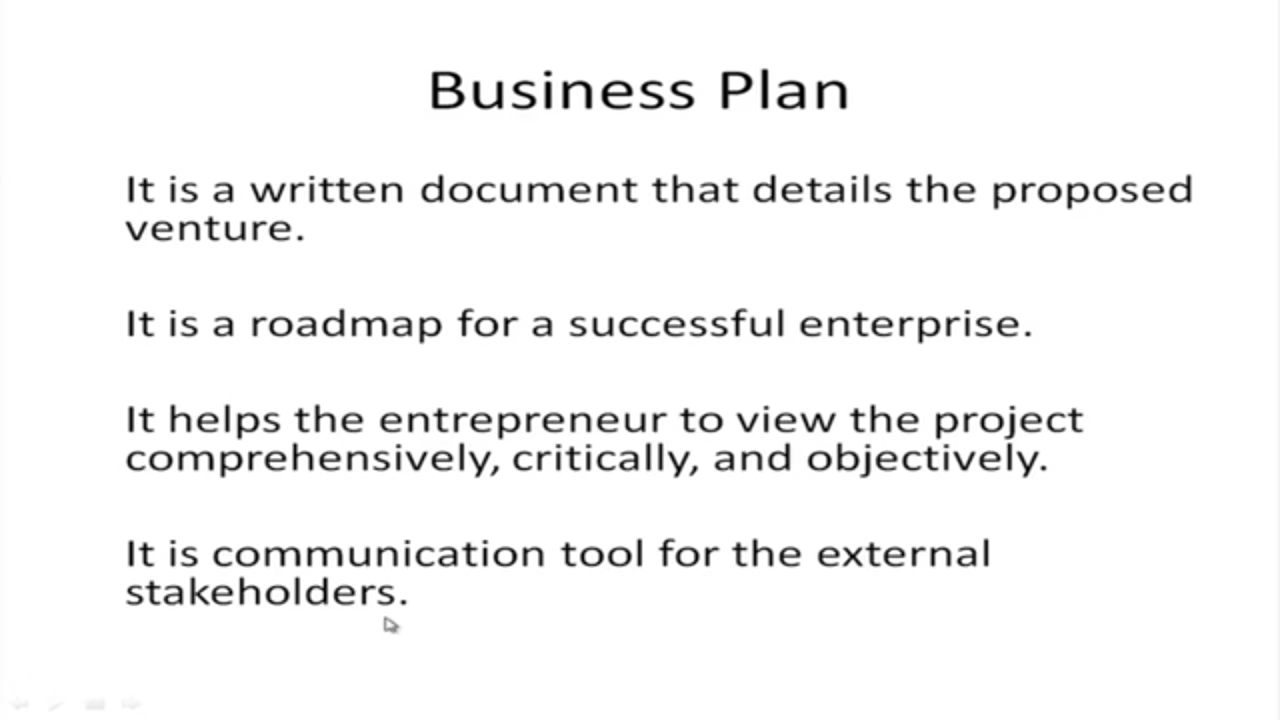 Business Plan
It is a written document that details the proposed
venture.
It is a roadmap for a successful enterprise.
It helps the entrepreneur to view the project
comprehensively, critically, and objectively.
It is communication tool for the external
stakeholders.